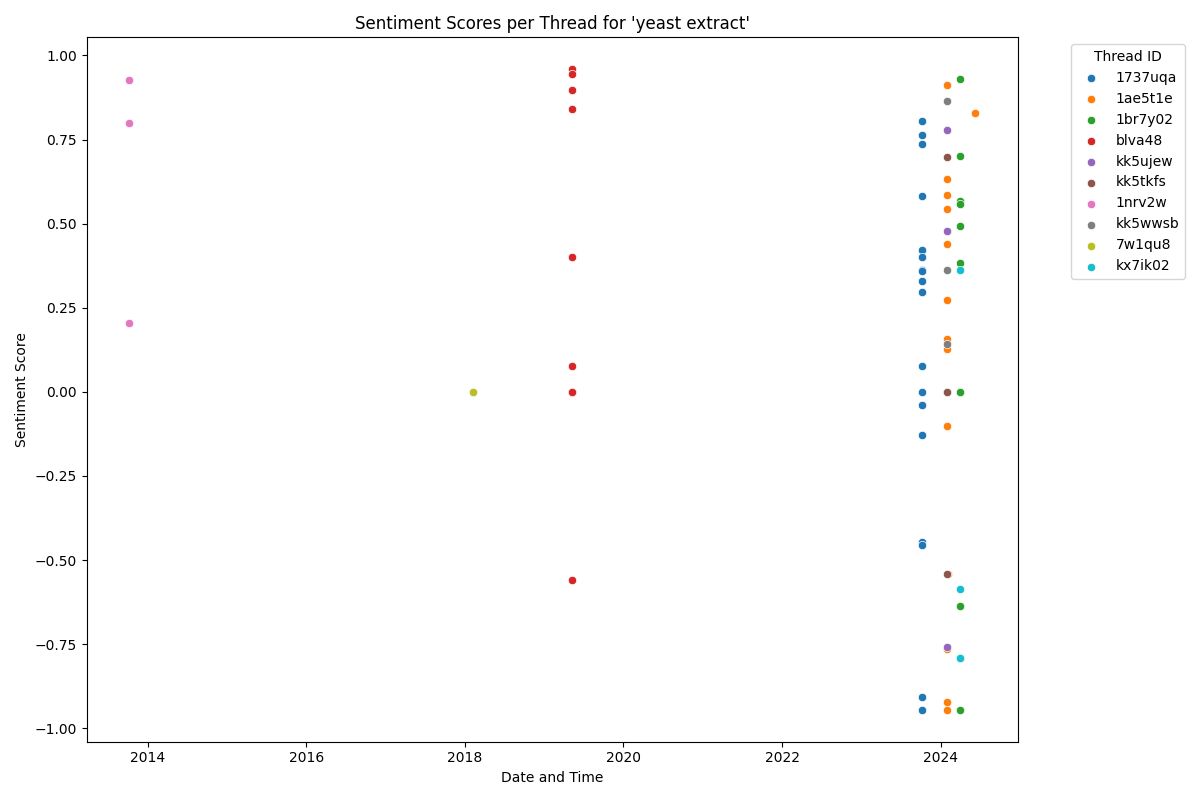 Sentiment Scores per Thread for 'yeast extract'
Thread ID
1737uqa
1ae5t1e
1br7y02
blva48
kk5ujew
kk5tkfs
1nrv2w
kk5wwsb
7w1qu8
kx7ik02
Sentiment Score
1.00
0.75
0.50
0.25
0.00
−0.25
−0.50
−0.75
−1.00
2014
2016
2018
2020
2022
2024
Date and Time